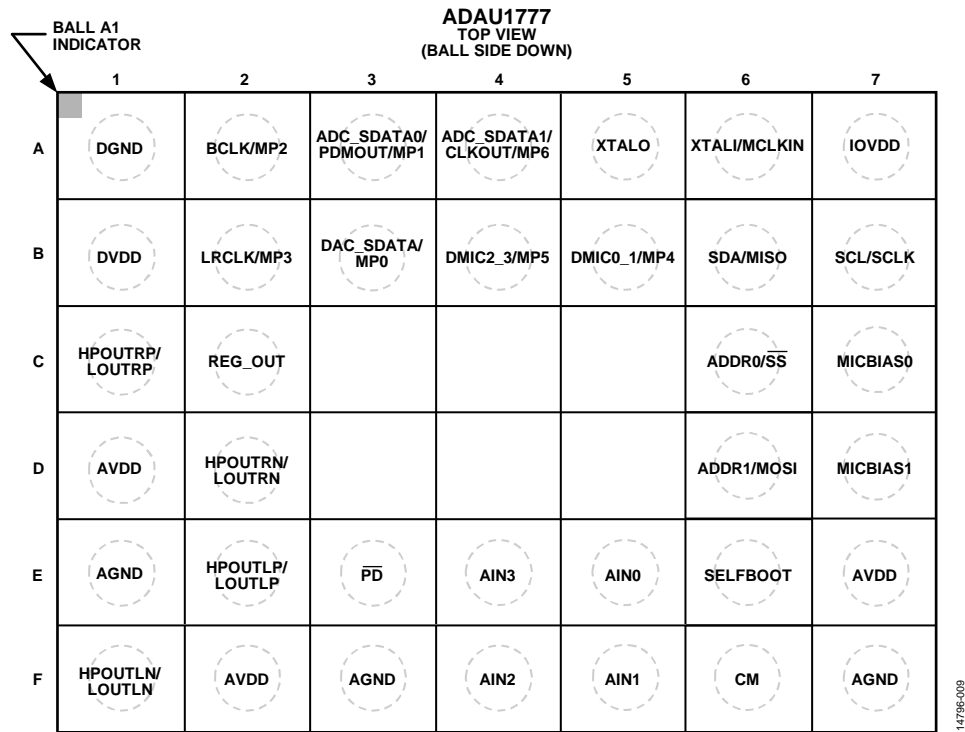 ADAU1777
TOP VIEW
(BALL SIDE DOWN)
BALL A1
INDICATOR
1 2 3 4 5 6 7
A
DGND
BCLK/MP2
ADC_SDATA0/
PDMOUT/MP1
ADC_SDATA1/
CLKOUT/MP6
XTALO
XTALI/MCLKIN
IOVDD
B
DVDD
LRCLK/MP3
DAC_SDATA/
MP0
DMIC2_3/MP5
DMIC0_1/MP4
SDA/MISO
SCL/SCLK
C
HPOUTRP/
LOUTRP
REG_OUT
ADDR0/S̅S̅
MICBIAS0
D
AVDD
HPOUTRN/
LOUTRN
ADDR1/MOSI
MICBIAS1
E
AGND
HPOUTLP/
LOUTLP
P̅D̅
AIN3
AIN0
SELFBOOT
AVDD
F
HPOUTLN/
LOUTLN
AVDD
AGND
AIN2
AIN1
CM
AGND
14796-009